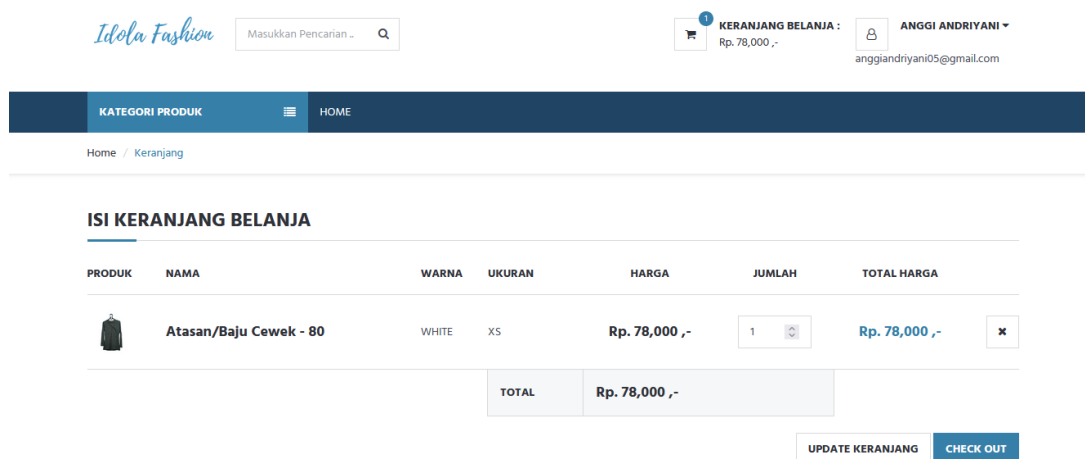 Idola Fashion
Masukkan Pencarian ..
1
KERANJANG BELANJA :
Rp. 78,000 ,-
ANGGI ANDRIYANI
anggiandriyani05@gmail.com
KATEGORI PRODUK HOME
Home / Keranjang
ISI KERANJANG BELANJA
PRODUK NAMA WARNA UKURAN HARGA JUMLAH TOTAL HARGA
Atasan/Baju Cewek - 80 WHITE XS Rp. 78,000 ,- 1 Rp. 78,000 ,-
TOTAL Rp. 78,000 ,-
UPDATE KERANJANG CHECK OUT